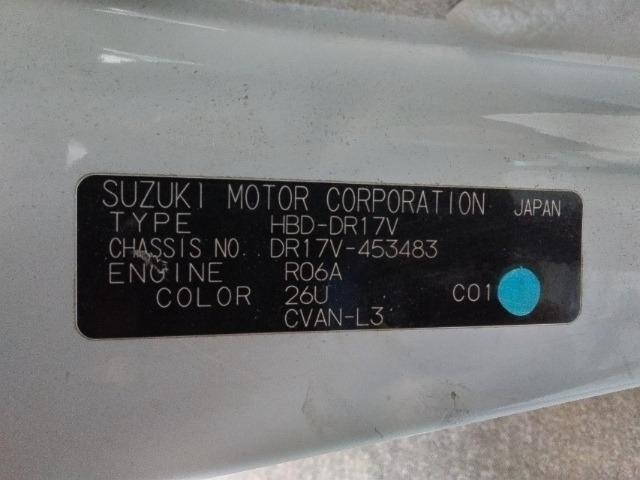 SUZUKI MOTOR CORPORATION JAPAN
TYPE HBD-DR17V
CHASSIS NO. DR17V-453483
ENGINE R06A
COLOR 26U C01
CVAN-L3